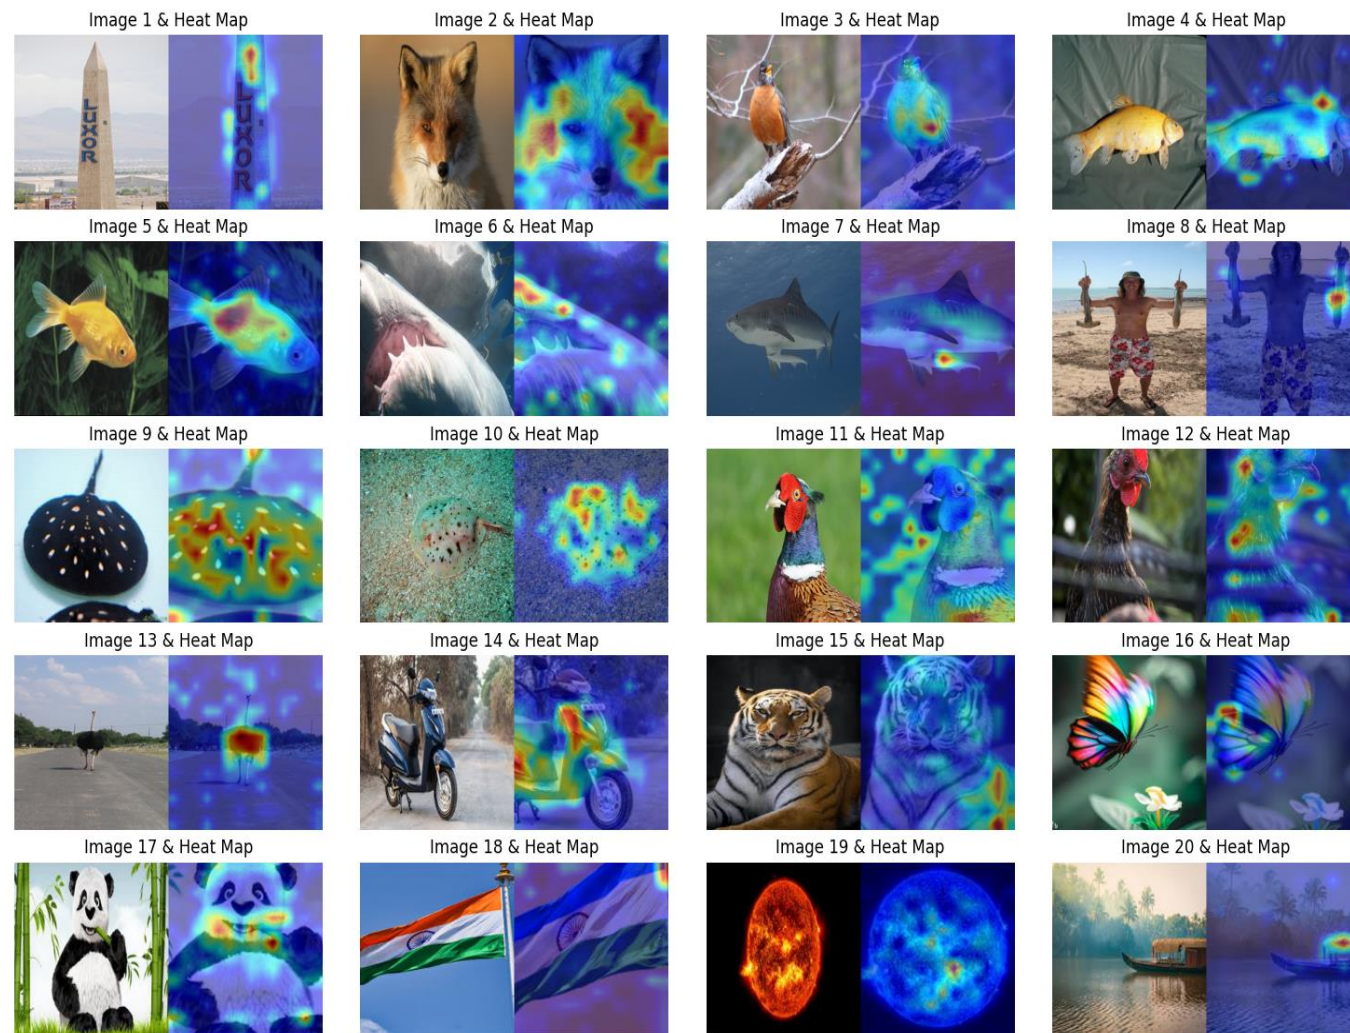 Image 1 & Heat Map
Image 2 & Heat Map
Image 3 & Heat Map
Image 4 & Heat Map
LUXOR
LUXOR
Image 5 & Heat Map
Image 6 & Heat Map
Image 7 & Heat Map
Image 8 & Heat Map
Image 9 & Heat Map
Image 10 & Heat Map
Image 11 & Heat Map
Image 12 & Heat Map
Image 13 & Heat Map
Image 14 & Heat Map
Image 15 & Heat Map
Image 16 & Heat Map
Image 17 & Heat Map
Image 18 & Heat Map
Image 19 & Heat Map
Image 20 & Heat Map